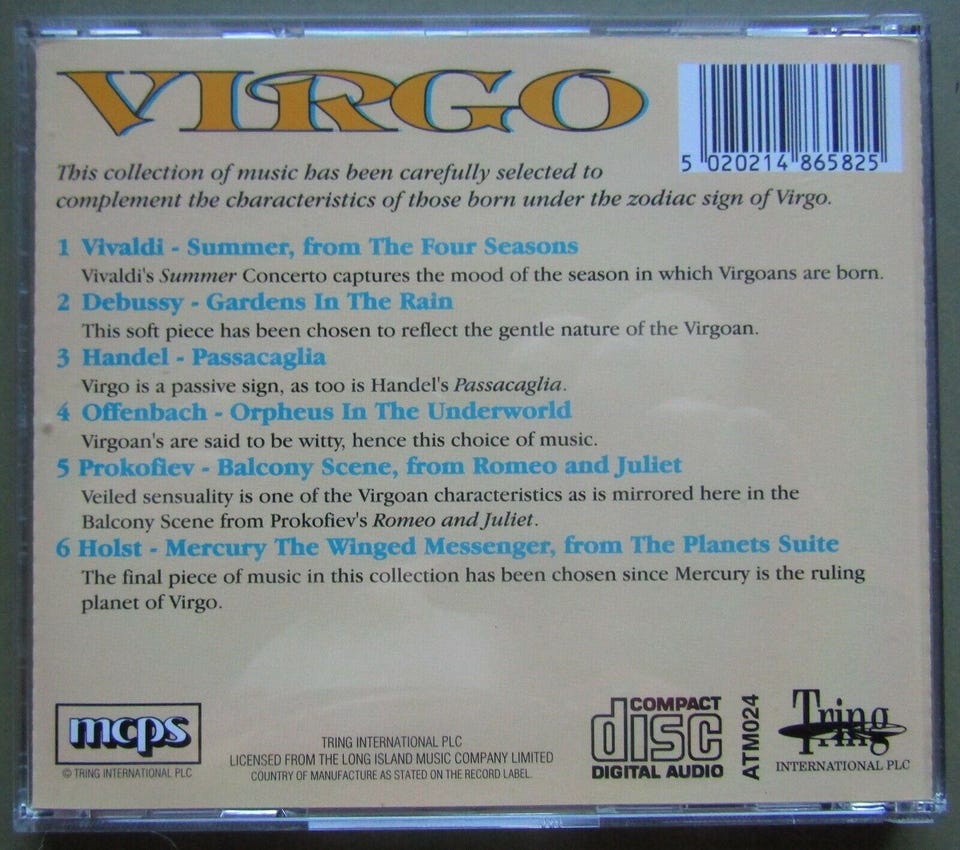 VIRGO
5 020214 865825
This collection of music has been carefully selected to
complement the characteristics of those born under the zodiac sign of Virgo.
1 Vivaldi - Summer, from The Four Seasons
Vivaldi's Summer Concerto captures the mood of the season in which Virgoans are born.
2 Debussy - Gardens In The Rain
This soft piece has been chosen to reflect the gentle nature of the Virgoan.
3 Handel - Passacaglia
Virgo is a passive sign, as too is Handel's Passacaglia.
4 Offenbach - Orpheus In The Underworld
Virgoan's are said to be witty, hence this choice of music.
5 Prokofiev - Balcony Scene, from Romeo and Juliet
Veiled sensuality is one of the Virgoan characteristics as is mirrored here in the
Balcony Scene from Prokofiev's Romeo and Juliet.
6 Holst - Mercury The Winged Messenger, from The Planets Suite
The final piece of music in this collection has been chosen since Mercury is the ruling
planet of Virgo.
mcps
© TRING INTERNATIONAL PLC
TRING INTERNATIONAL PLC
LICENSED FROM THE LONG ISLAND MUSIC COMPANY LIMITED
COUNTRY OF MANUFACTURE AS STATED ON THE RECORD LABEL.
COMPACT
disc
DIGITAL AUDIO
ATM024
Tring
Tring
INTERNATIONAL PLC